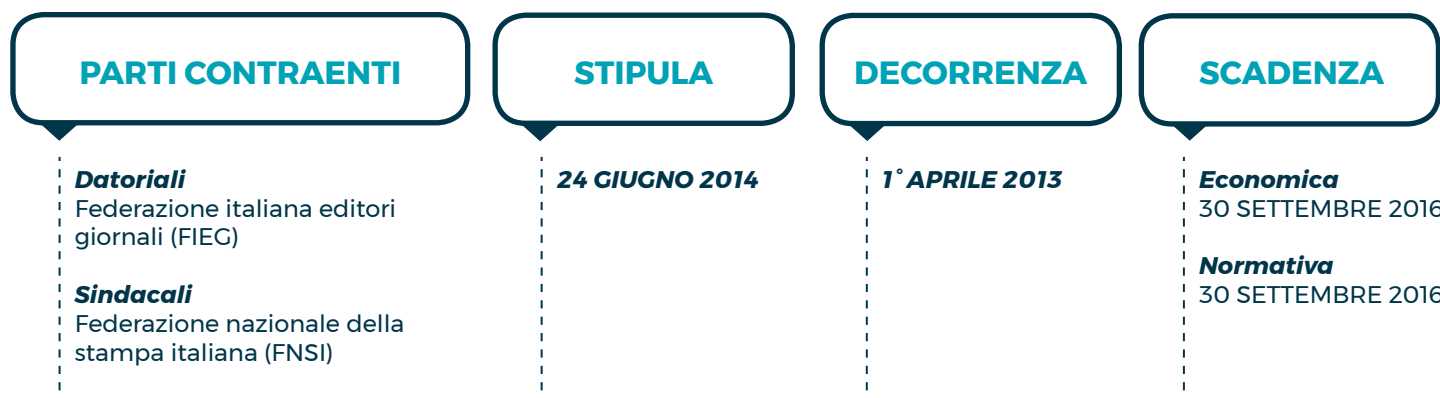 PARTI CONTRAENTI
Datoriali
Federazione italiana editori
giornali (FIEG)
Sindacali
Federazione nazionale della
stampa italiana (FNSI)
STIPULA
24 GIUGNO 2014
DECORRENZA
1° APRILE 2013
SCADENZA
Economica
30 SETTEMBRE 2016
Normativa
30 SETTEMBRE 2016